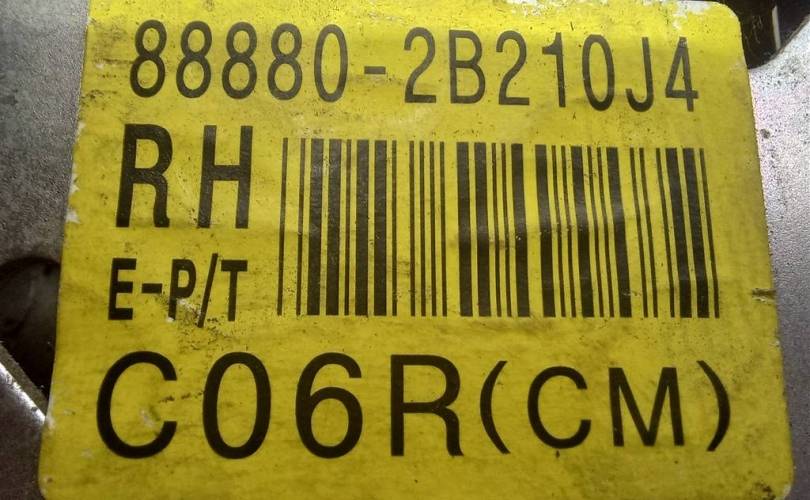 88880-2B210J4
RH
E-P/T
C06R(CM)